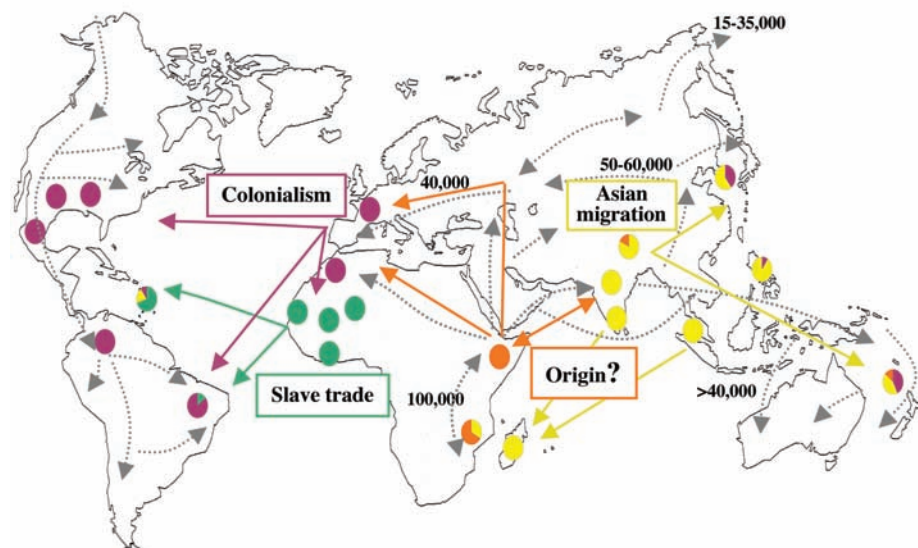 15-35,000
50-60,000
40,000
Colonialism
Asian
migration
Slave trade
100,000
Origin?
>40,000